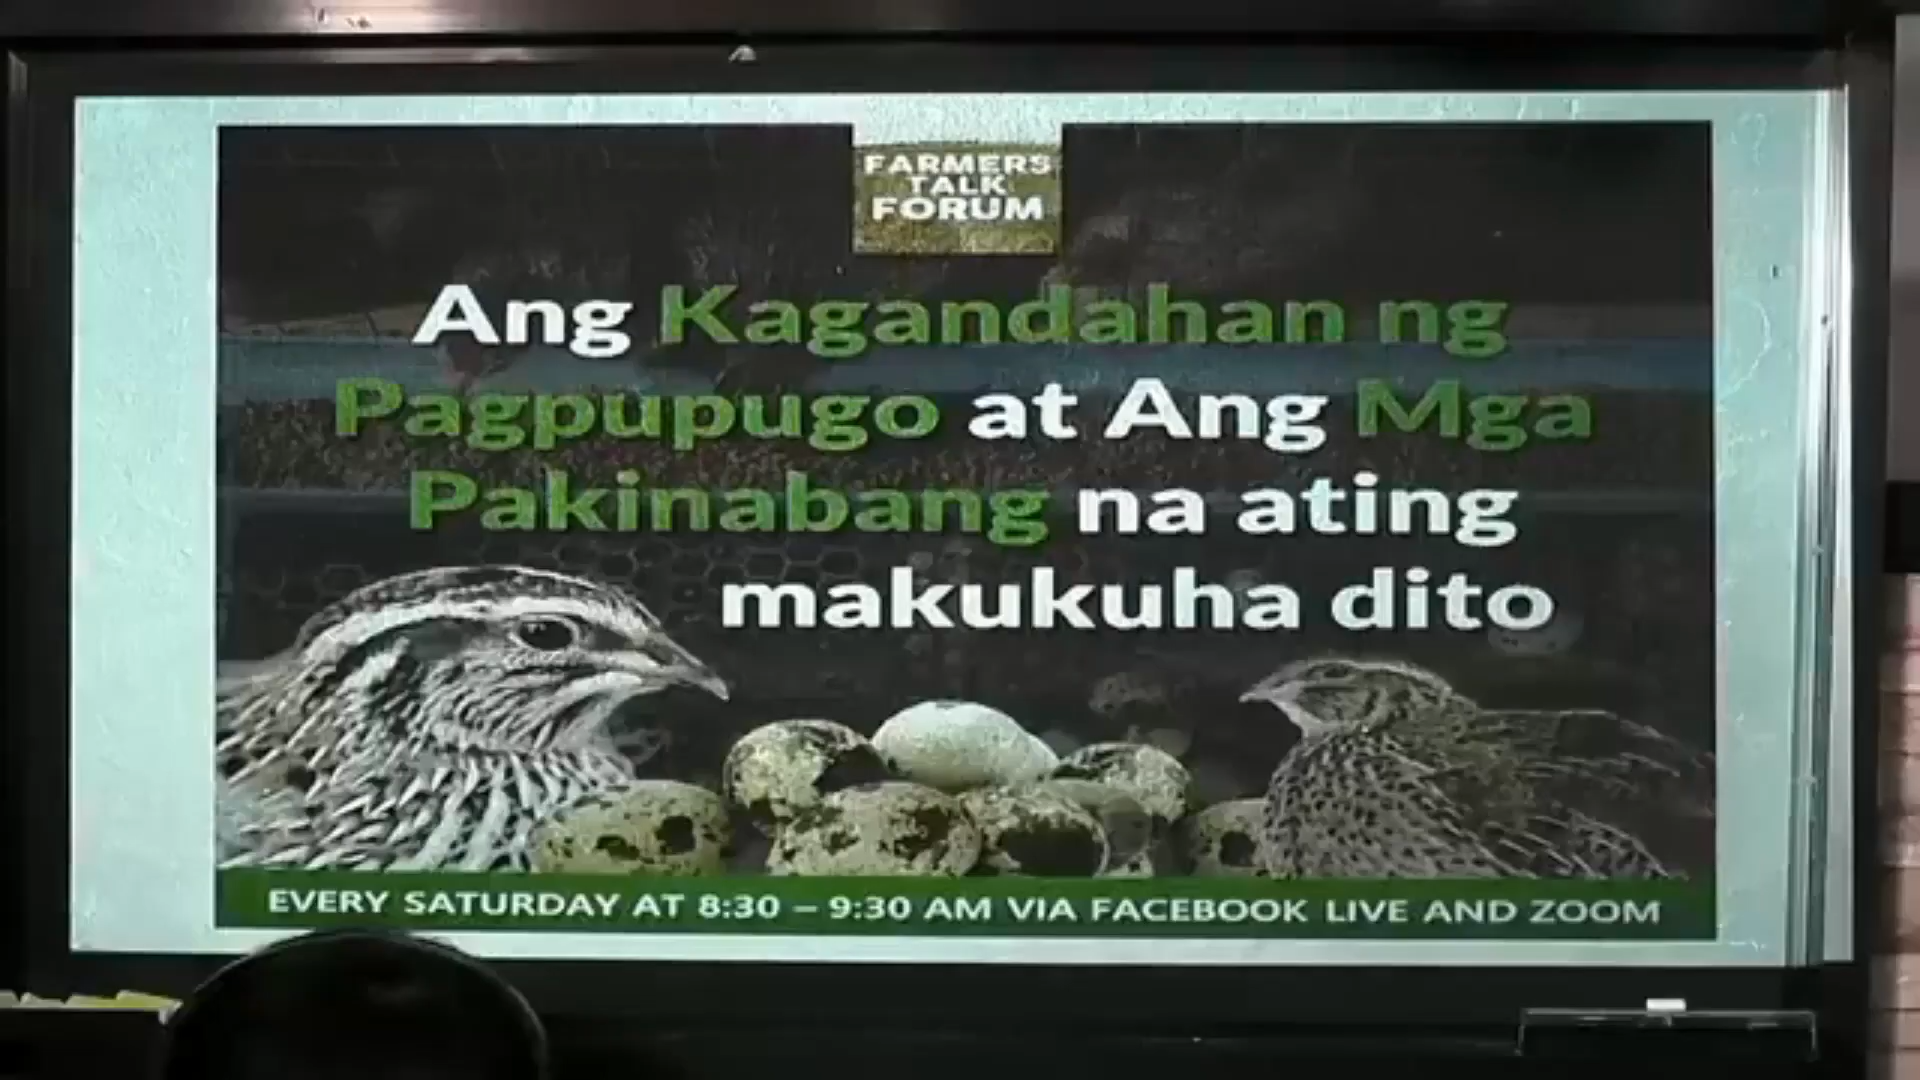 FARMERS
TALK
FORUM
Ang Kagandahan ng
Pagpupugo at Ang Mga
Pakinabang na ating
makukuha dito
EVERY SATURDAY AT 8:30 – 9:30 AM VIA FACEBOOK LIVE AND ZOOM